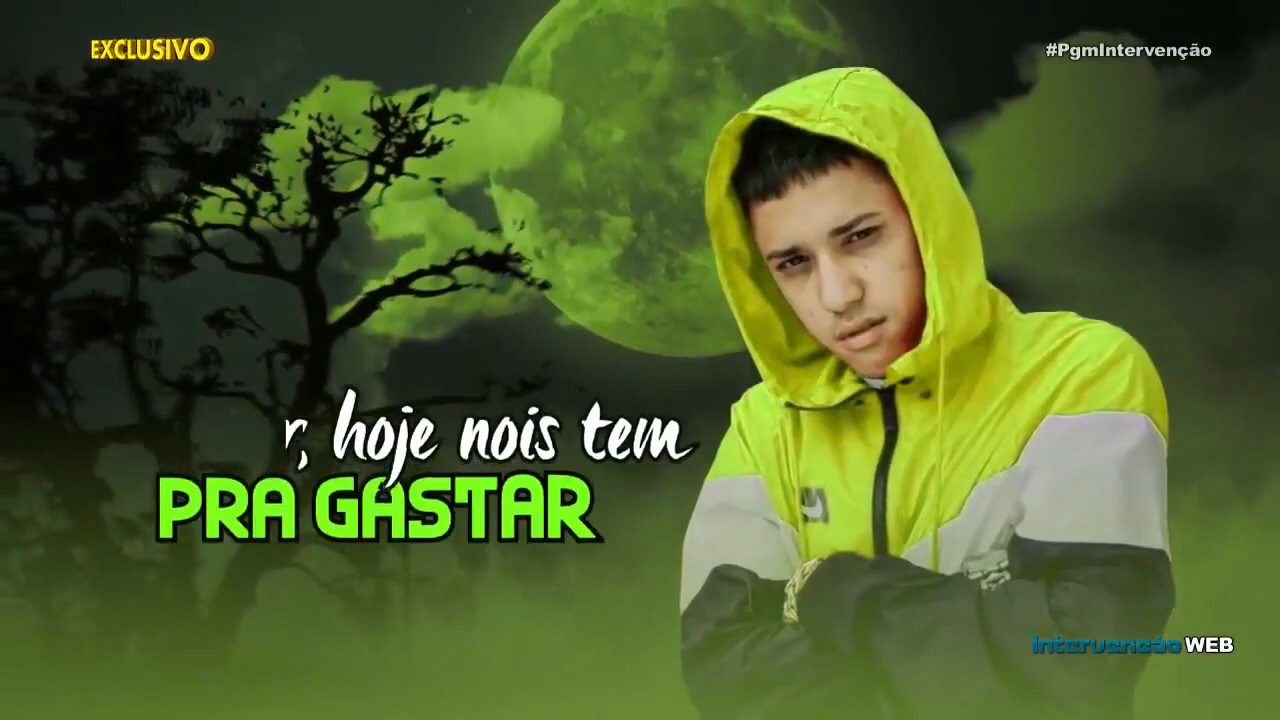 EXCLUSIVO
#PgmIntervenção
r, hoje nois tem
PRA GASTAR
Intervenção WEB